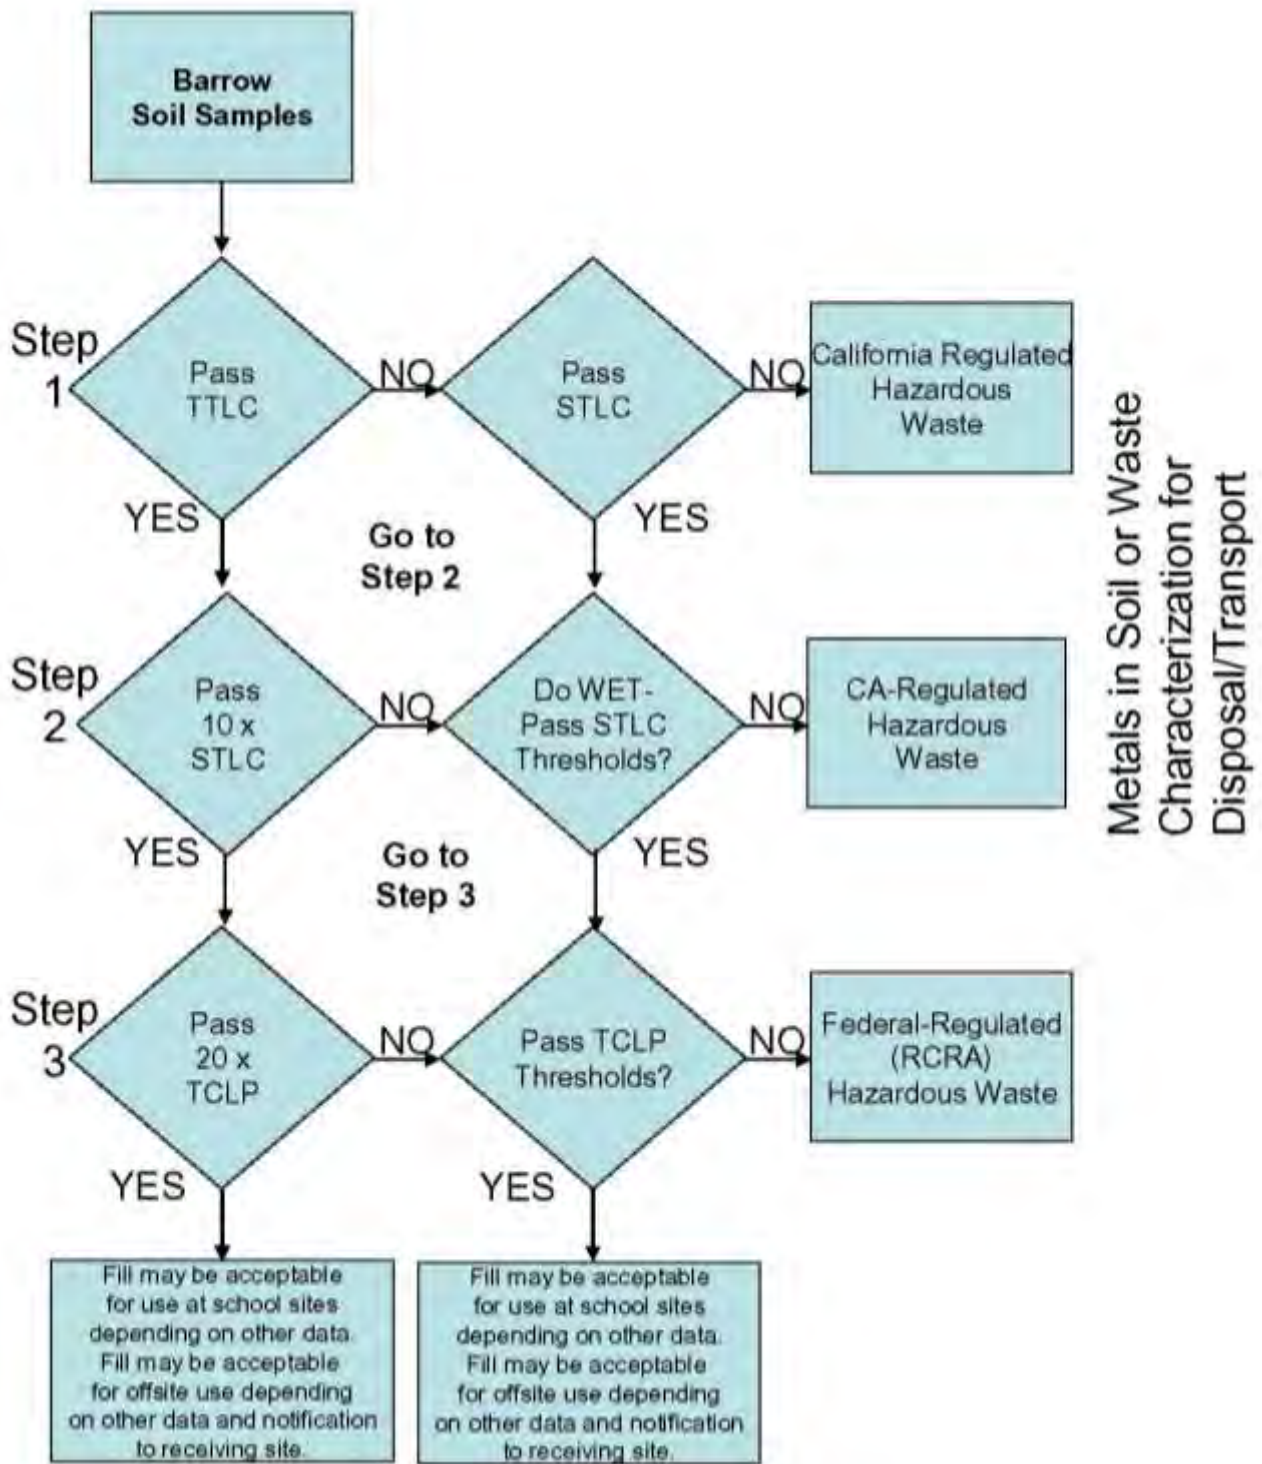 Barrow
Soil Samples
Step
1
Pass
TTLC
NO
Pass
STLC
NO
California Regulated
Hazardous
Waste
YES
Go to
Step 2
YES
Step
2
Pass
10 x
STLC
NO
Do WET-
Pass STLC
Thresholds?
NO
CA-Regulated
Hazardous
Waste
YES
Go to
Step 3
YES
Step
3
Pass
20 x
TCLP
NO
Pass TCLP
Thresholds?
NO
Federal-Regulated
(RCRA)
Hazardous Waste
YES
YES
Fill may be acceptable
for use at school sites
depending on other data.
Fill may be acceptable
for offsite use depending
on other data and notification
to receiving site.
Fill may be acceptable
for use at school sites
depending on other data.
Fill may be acceptable
for offsite use depending
on other data and notification
to receiving site.
Metals in Soil or Waste
Characterization for
Disposal/Transport